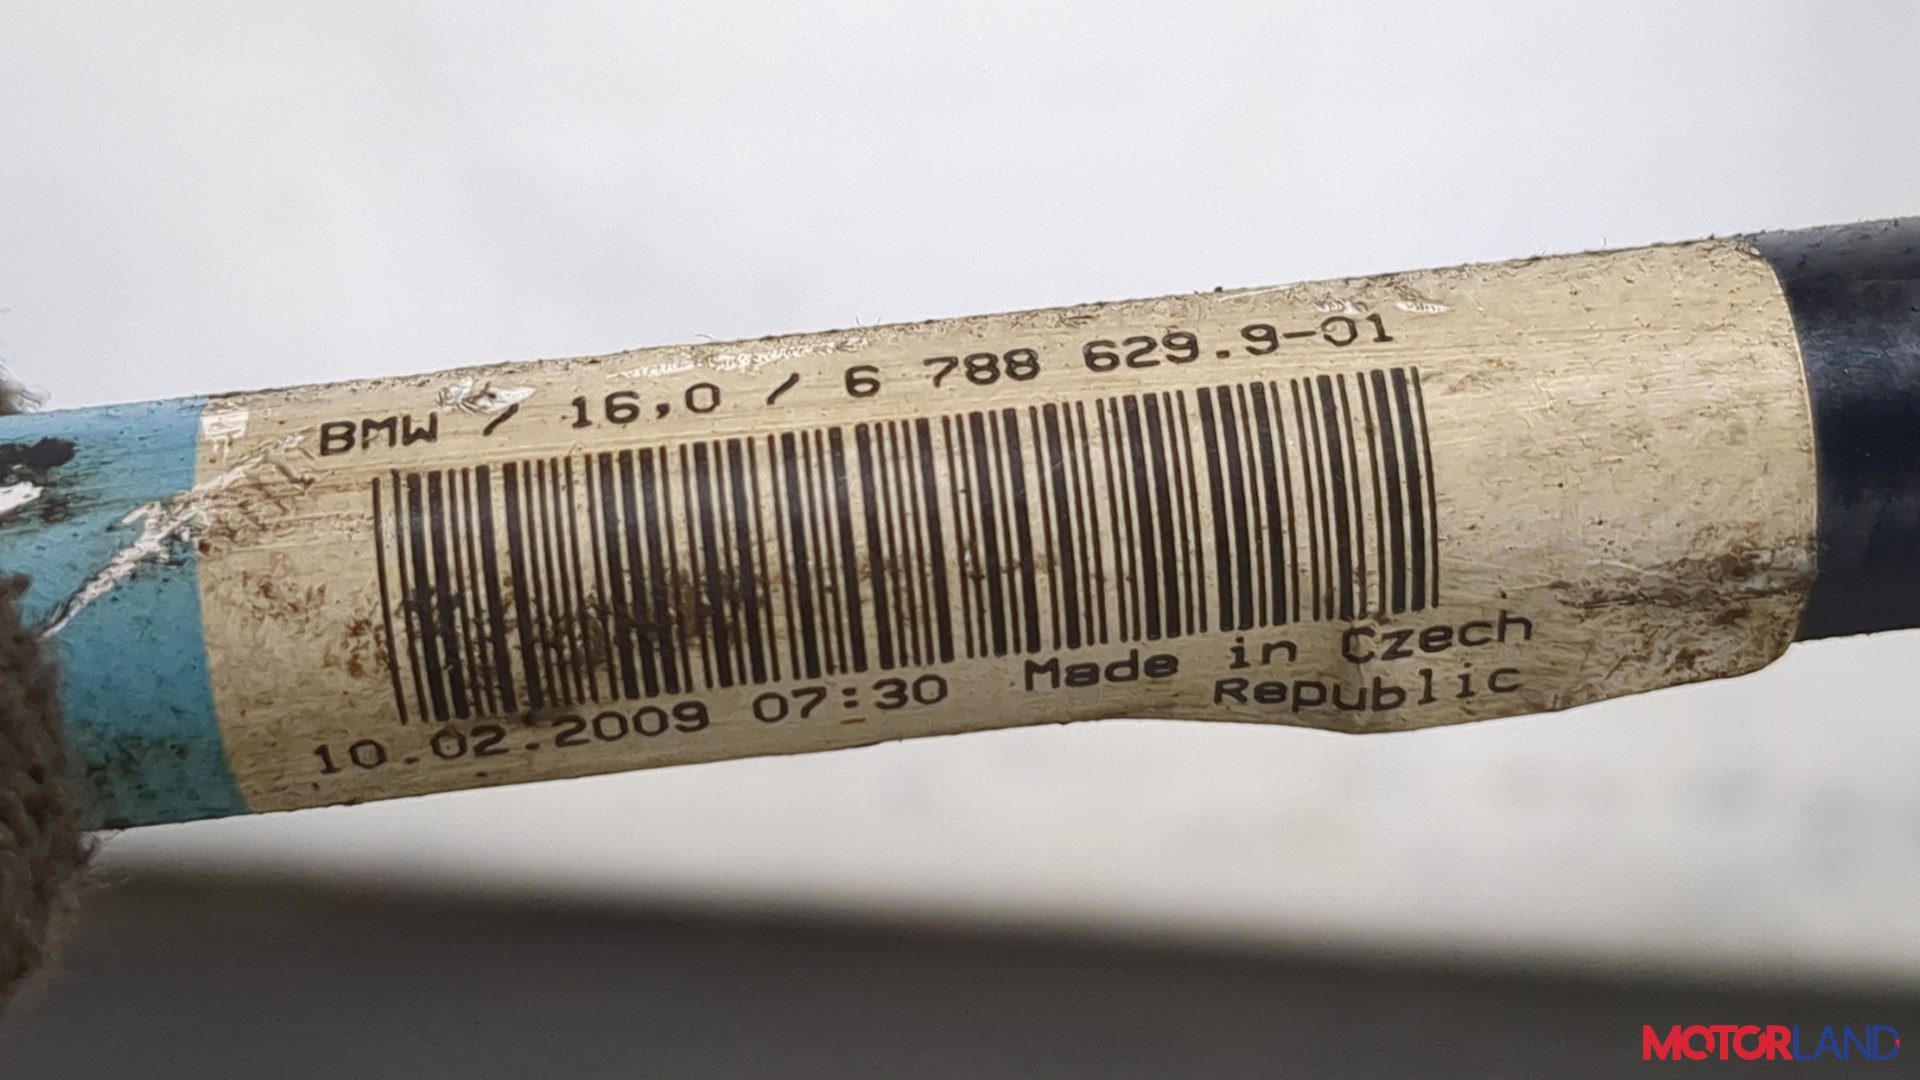 BMW / 16,0 / 6 788 629.9-01
10.02.2009 07:30 Made in Czech
Republic
MOTORLAND